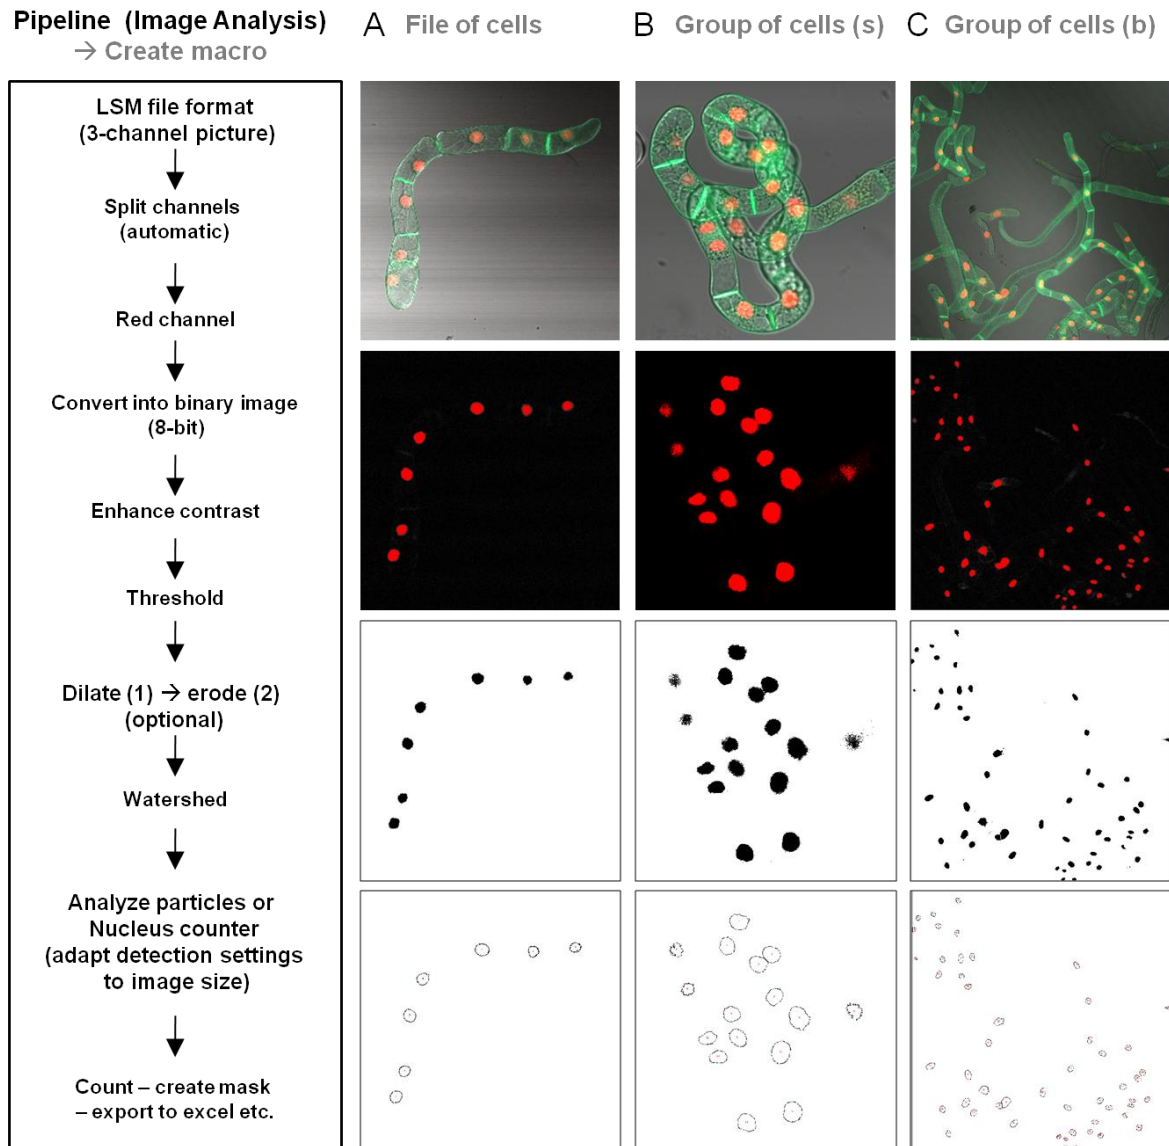 Pipeline (Image Analysis)
→ Create macro
A File of cells
B Group of cells (s)
C Group of cells (b)
LSM file format
(3-channel picture)
Split channels
(automatic)
Red channel
Convert into binary image
(8-bit)
Enhance contrast
Threshold
Dilate (1) → erode (2)
(optional)
Watershed
Analyze particles or
Nucleus counter
(adapt detection settings
to image size)
Count – create mask
– export to excel etc.